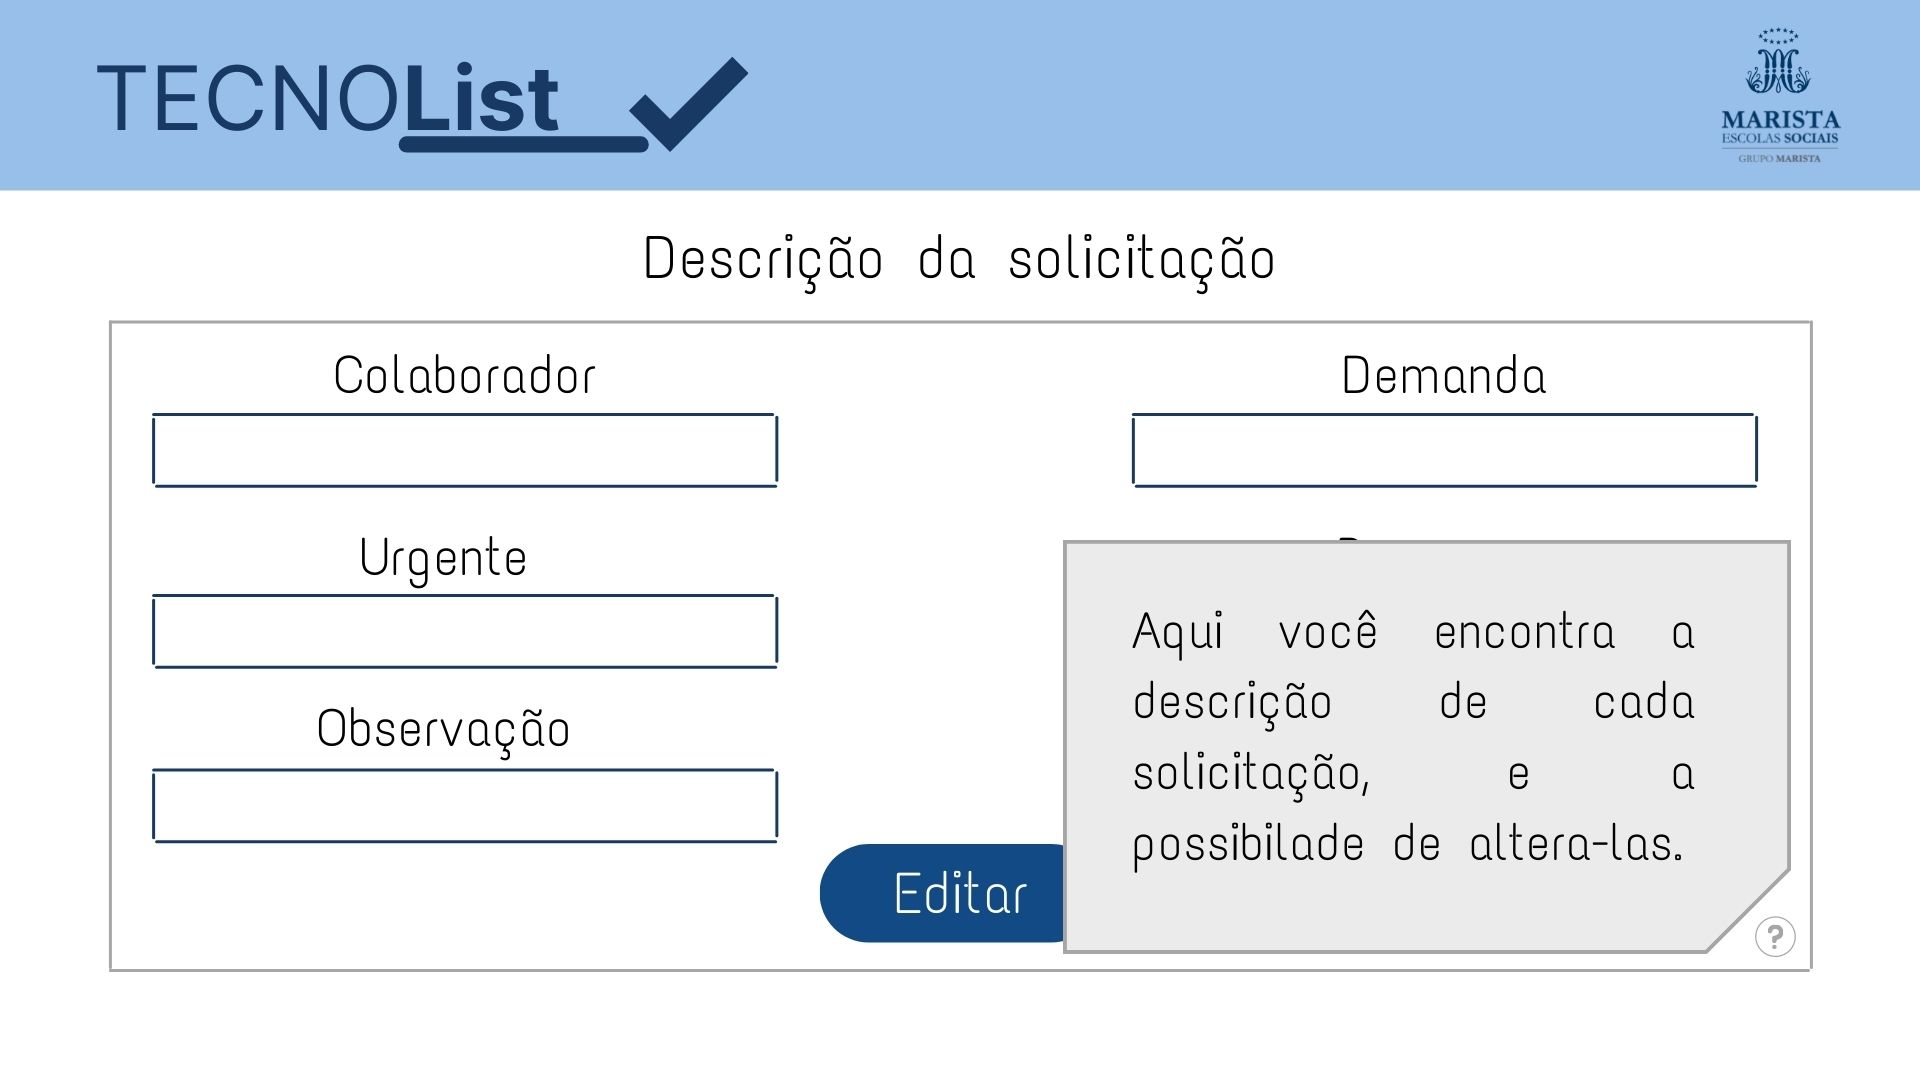 TECNOList
MARISTA
ESCOLAS SOCIAIS
GRUPO MARISTA
Descrição da solicitação
Colaborador
Demanda
Urgente
Observação
Editar
Aqui você encontra a
descrição de cada
solicitação, e a
possibilade de altera-las.
?